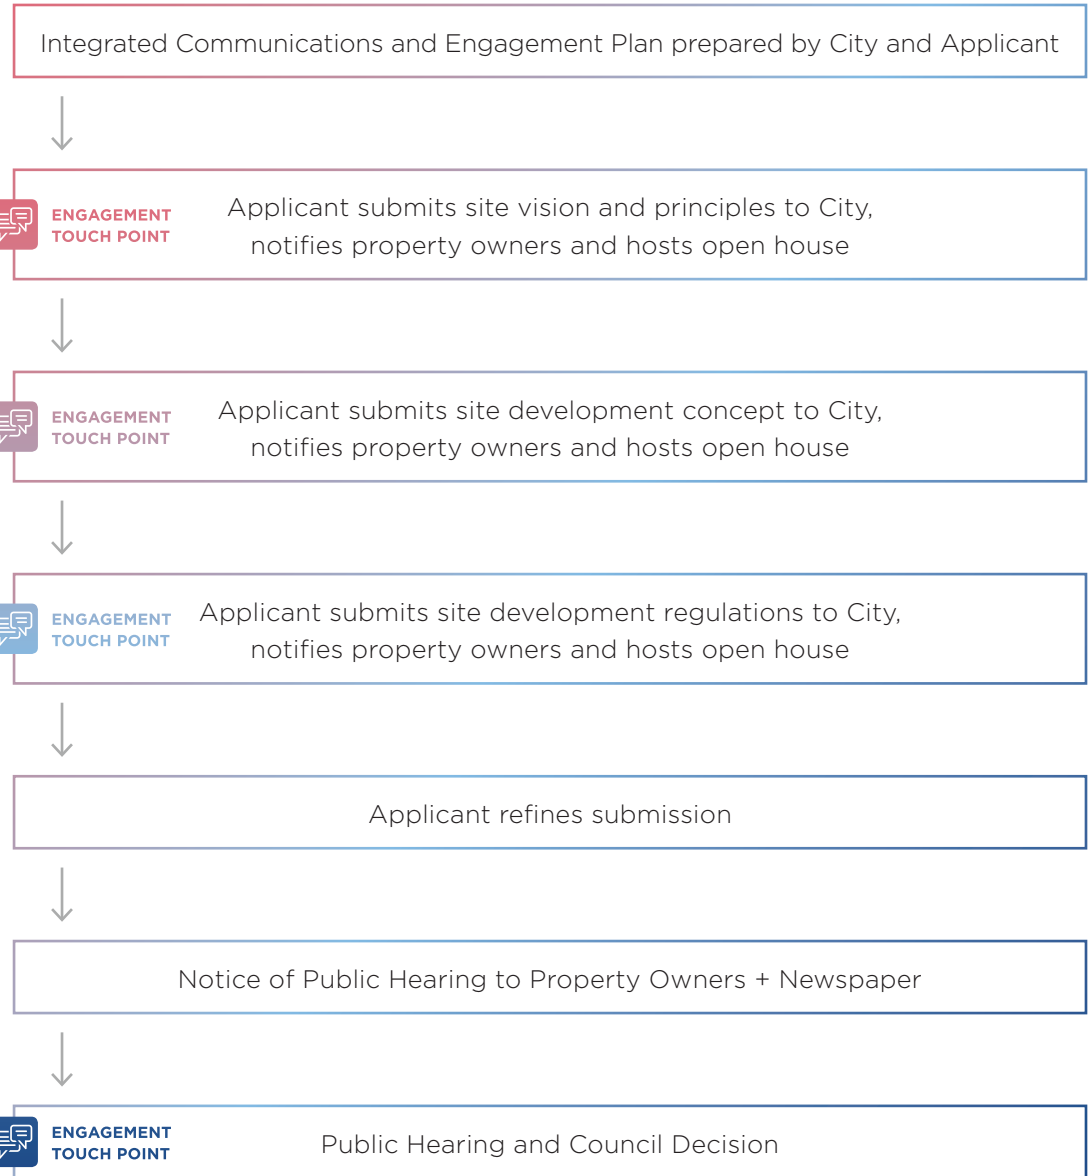 Integrated Communications and Engagement Plan prepared by City and Applicant
ENGAGEMENT
TOUCH POINT
Applicant submits site vision and principles to City,
notifies property owners and hosts open house
ENGAGEMENT
TOUCH POINT
Applicant submits site development concept to City,
notifies property owners and hosts open house
ENGAGEMENT
TOUCH POINT
Applicant submits site development regulations to City,
notifies property owners and hosts open house
Applicant refines submission
Notice of Public Hearing to Property Owners + Newspaper
ENGAGEMENT
TOUCH POINT
Public Hearing and Council Decision